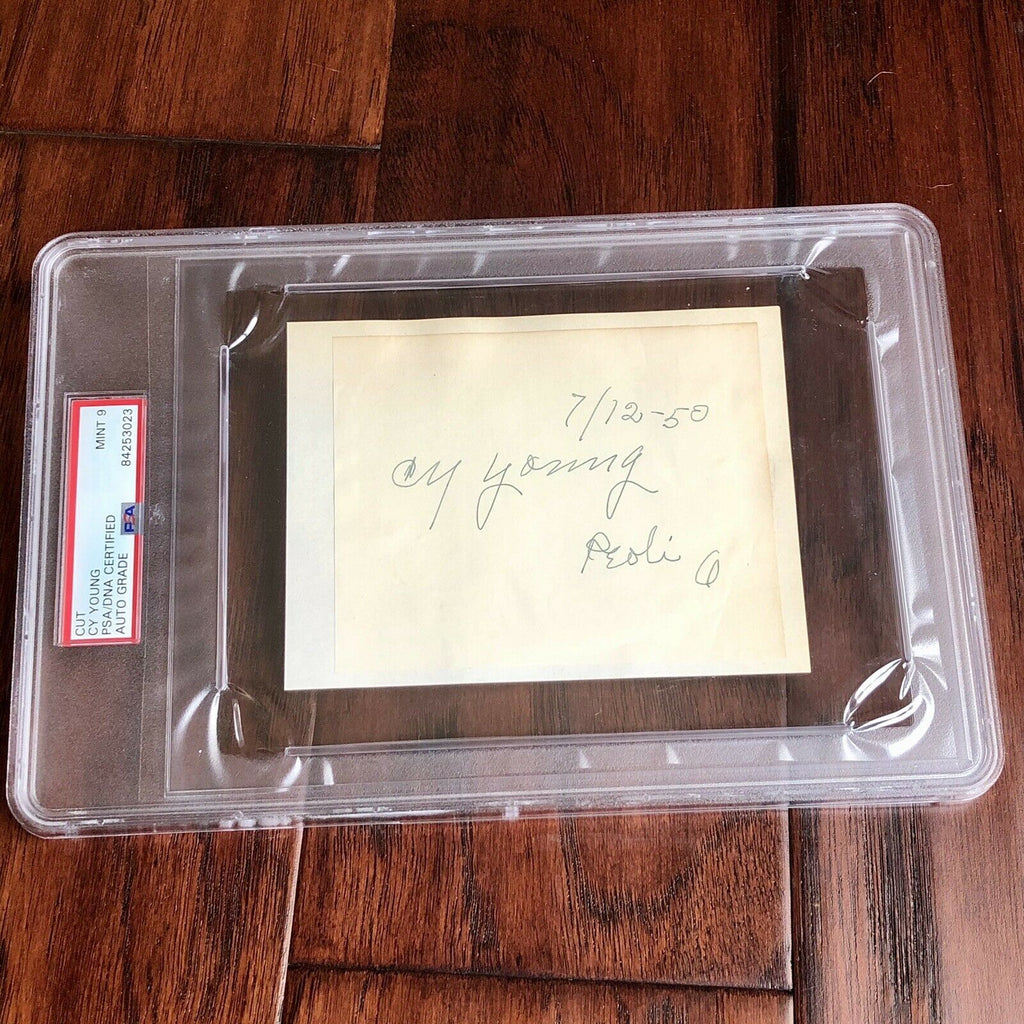 CUT
CY YOUNG
PSA/DNA CERTIFIED
AUTO GRADE
MINT 9
84253023
PSA
7/12-50
Cy Young
Peoli O